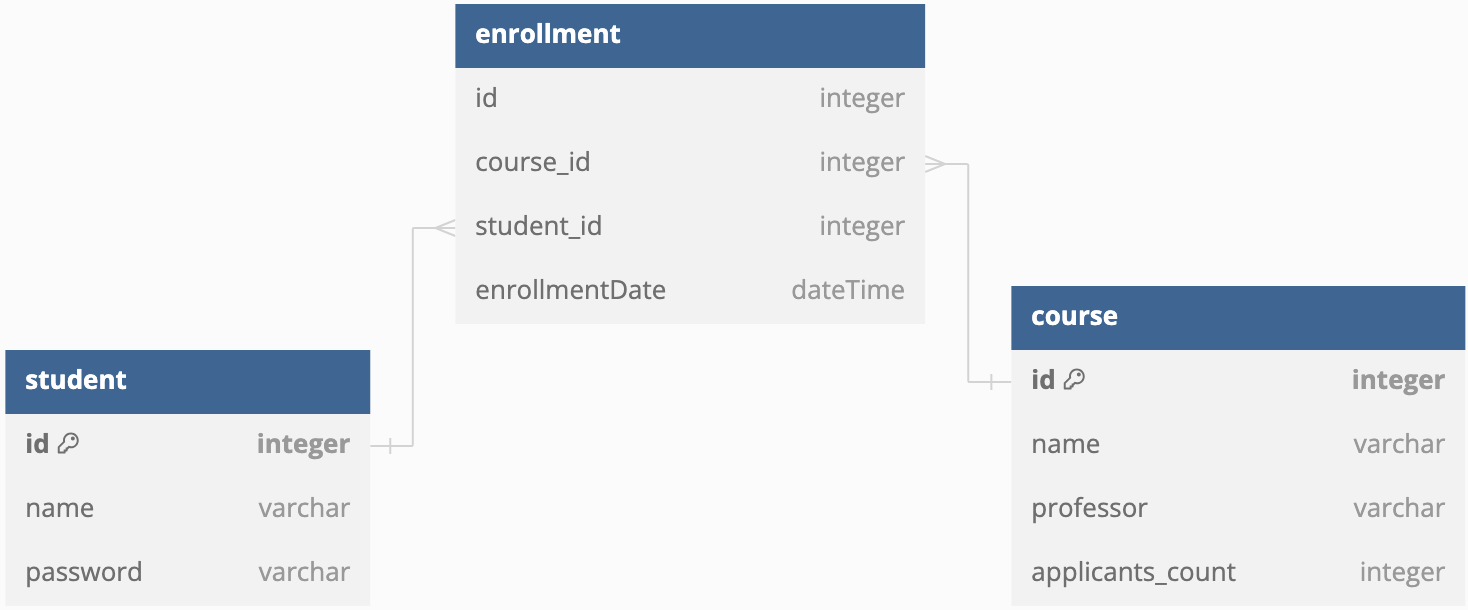 enrollment
id integer
course_id integer
student_id integer
enrollmentDate dateTime
student
id integer
name varchar
password varchar
course
id integer
name varchar
professor varchar
applicants_count integer